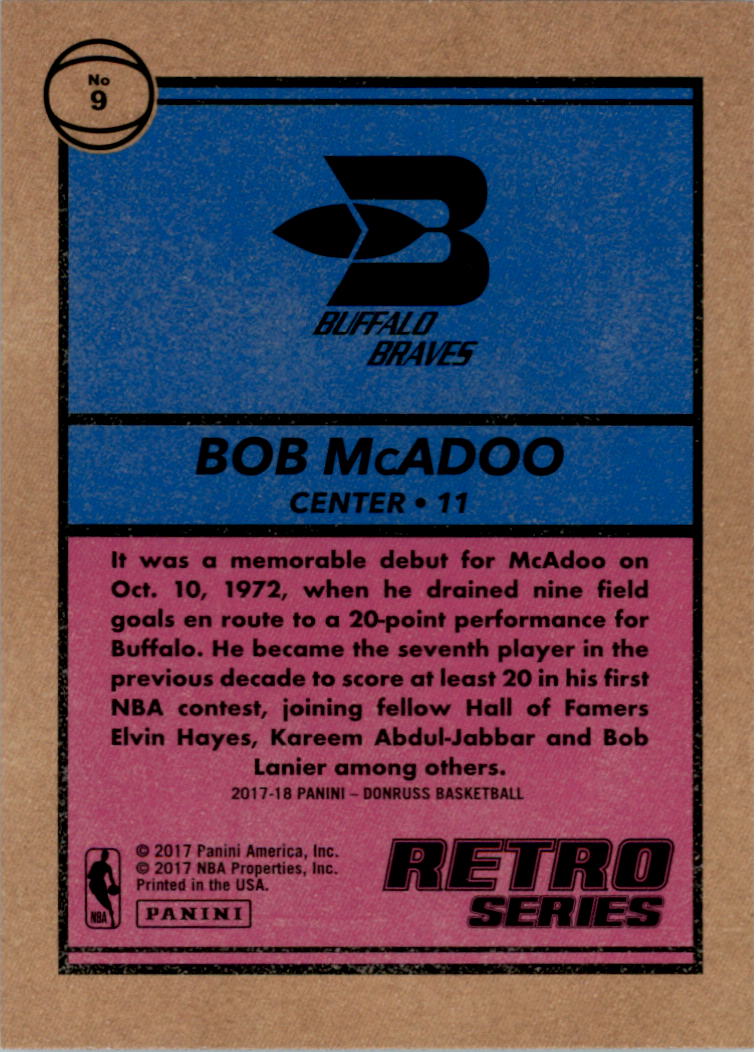 No
9
BUFFALO
BRAVES
BOB McADOO
CENTER • 11
It was a memorable debut for McAdoo on
Oct. 10, 1972, when he drained nine field
goals en route to a 20-point performance for
Buffalo. He became the seventh player in the
previous decade to score at least 20 in his first
NBA contest, joining fellow Hall of Famers
Elvin Hayes, Kareem Abdul-Jabbar and Bob
Lanier among others.
2017-18 PANINI – DONRUSS BASKETBALL
© 2017 Panini America, Inc.
© 2017 NBA Properties, Inc.
Printed in the USA.
NBA
PANINI
RETRO
SERIES